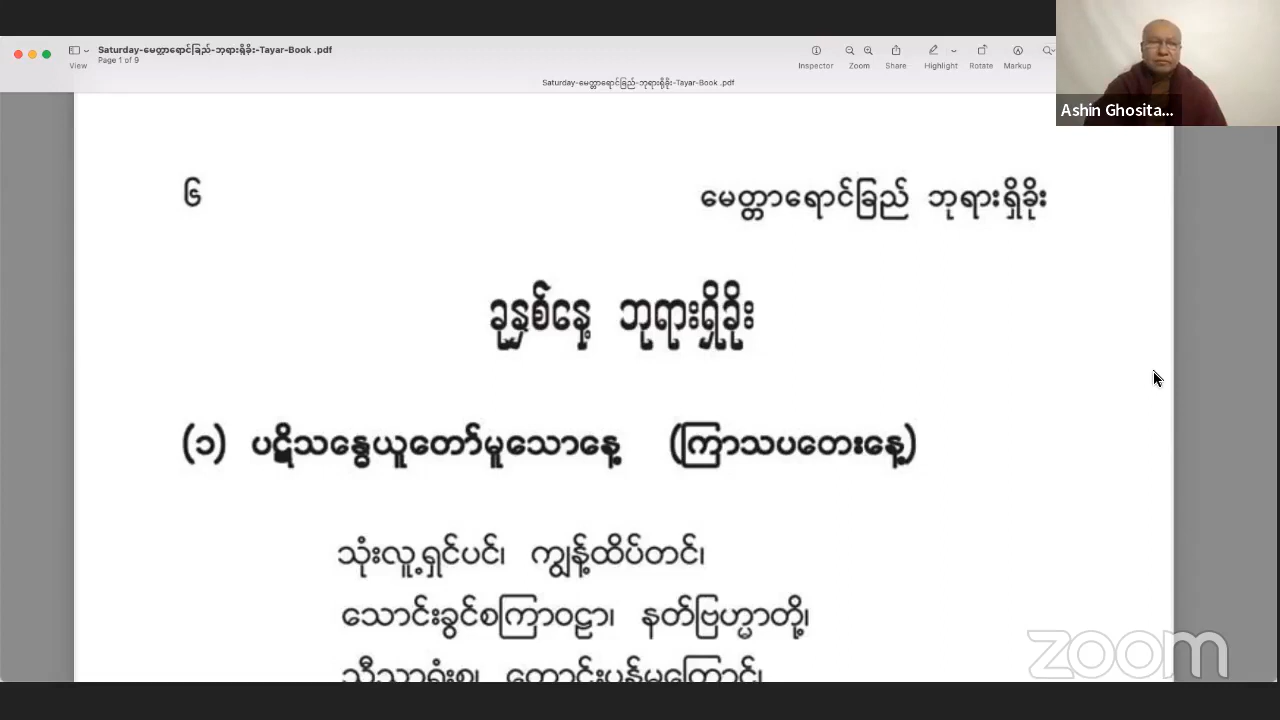 Saturday-မေတ္တာရောင်ခြည်-ဘုရားရှိခိုး-Tayar-Book .pdf
Page 1 of 9
View
Inspector
Zoom
Share
Highlight
Rotate
Markup
Saturday-မေတ္တာရောင်ခြည်-ဘုရားရှိခိုး-Tayar-Book .pdf
Ashin Ghosita...
၆ မေတ္တာရောင်ခြည် ဘုရားရှိခိုး
ခုနှစ်နေ့ ဘုရားရှိခိုး
(၁) ပဋိသန္ဓေယူတော်မူသောနေ့ (ကြာသပတေးနေ့)
သုံးလူ့ရှင်ပင်၊ ကျွန့်ထိပ်တင်၊
သောင်းခွင်စကြာဝဠာ၊ နတ်ဗြဟ္မာတို့၊
zoom